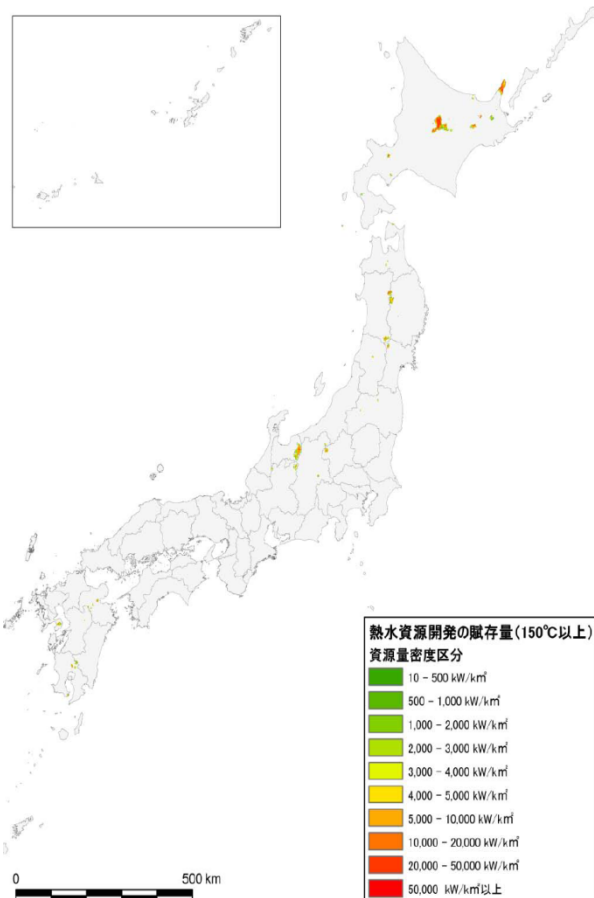 熱水資源開発の賦存量(150℃以上)
資源量密度区分
10 - 500 kW/k㎡
500 - 1,000 kW/k㎡
1,000 - 2,000 kW/k㎡
2,000 - 3,000 kW/k㎡
3,000 - 4,000 kW/k㎡
4,000 - 5,000 kW/k㎡
5,000 - 10,000 kW/k㎡
10,000 - 20,000 kW/k㎡
20,000 - 50,000 kW/k㎡
50,000 kW/k㎡以上
0 500 km